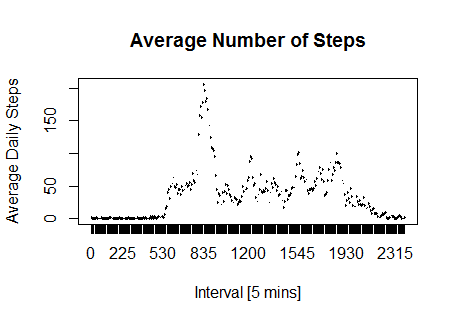 Average Number of Steps
Average Daily Steps
150
50
0
0 225 530 835 1200 1545 1930 2315
Interval [5 mins]